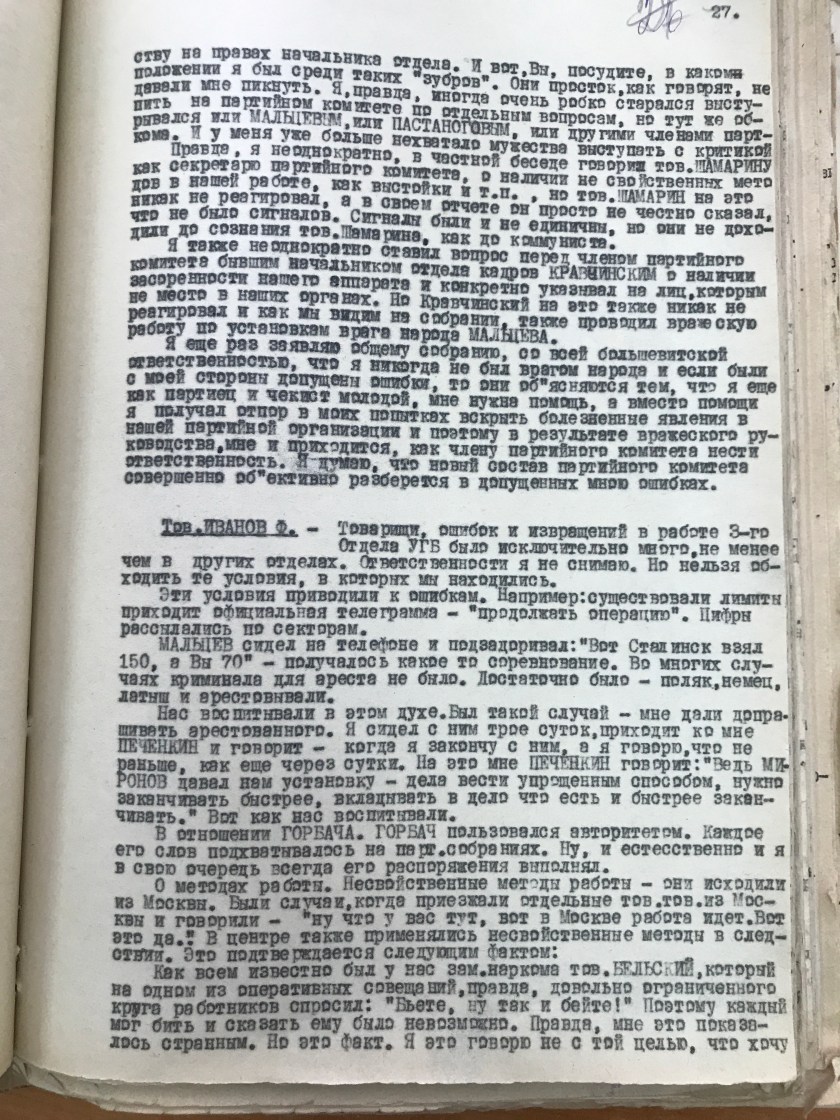 27.
ству на правах начальника отдела. И вот,Вы, посудите, в каком
положении я был среди таких "зубров". Они просток,как говорят, не
давали мне пикнуть. Я,правда, иногда очень робко старался высту-
пить на партийном комитете по отдельным вопросам, но тут же об-
рывался или МАЛЬЦЕВЫМ,или ПАСТАНОГОВЫМ, или другими членами парт-
кома. И у меня уже больше нехватало мужества выступать с критикой
Правда, я неоднократно, в частной беседе говорил тов.ШАМАРИНУ
как секретарю партийного комитета, о наличии не свойственных мето
дов в нашей работе, как выстойки и т.п. , но тов.ШАМАРИН на это
никак не реагировал, а в своем отчете он просто не честно сказал,
что не было сигналов. Сигналы были и не единичны, но они не дохо-
дили до сознания тов.Шамарина, как до коммуниста.
Я также неоднократно ставил вопрос перед членом партийного
комитета бывшим начальником отдела кадров КРАВЧИНСКИМ о наличии
засоренности нашего аппарата и конкретно указывал на лиц,которым
не место в наших органах. Но Кравчинский на это также никак не
реагировал и как мы видим на собрании, также проводил вражескую
работу по установкам врага народа МАЛЬЦЕВА.
Я еще раз заявляю общему собранию, со всей большевитской
ответственностью, что я никогда не был врагом народа и если были
с моей стороны допущены ошибки, то они об"ясняются тем, что я еще
как партиец и чекист молодой, мне нужна помощь, а вместо помощи
я получал отпор в моих попытках вскрыть болезненные явления в
нашей партийной организации и поэтому в результате вражеского ру-
ководства,мне и приходится, как члену партийного комитета нести
ответственность. Я думаю, что новый состав партийного комитета
совершенно об"ективно разберется в допущенных мною ошибках.
Тов.ИВАНОВ Ф. - Товарищи, ошибок и извращений в работе 3-го
Отдела УГБ было исключительно много,не менее
чем в других отделах. Ответственности я не снимаю. Но нельзя об-
ходить те условия, в которых мы находились.
Эти условия приводили к ошибкам. Например:существовали лимиты
приходит официальная телеграмма - "продолжать операцию". Цифры
рассылались по секторам.
МАЛЬЦЕВ сидел на телефоне и подзадоривал:"Вот Сталинск взял
150, а Вы 70" - получалось какое то соревнование. Во многих слу-
чаях криминала для ареста не было. Достаточно было - поляк,немец,
латыш и арестовывали.
Нас воспитывали в этом духе.Был такой случай - мне дали допра-
шивать арестованного. Я сидел с ним трое суток,приходит ко мне
ПЕЧЕНКИН и говорит - когда я закончу с ним, а я говорю,что не
раньше, как еще через сутки. На это мне ПЕЧЕНКИН говорит:"Ведь МИ-
РОНОВ давал нам установку - дела вести упрощенным способом, нужно
заканчивать быстрее, вкладывать в дело что есть и быстрее закан-
чивать." Вот как нас воспитывали.
В отношении ГОРБАЧА. ГОРБАЧ пользовался авторитетом. Каждое
его слов подхватывалось на парт.собраниях. Ну, и естесственно и я
в свою очередь всегда его распоряжения выполнял.
О методах работы. Несвойственные методы работы - они исходили
из Москвы. Были случаи,когда приезжали отдельные тов.тов.из Мос-
квы и говорили - "ну что у вас тут, вот в Москве работа идет.Вот
это да." В центре также применялись несвойственные методы в след-
ствии. Это подтверждается следующим фактом:
Как всем известно был у нас зам.наркома тов.БЕЛЬСКИЙ,который
на одном из оперативных совещаний,правда, довольно ограниченного
круга работников спросил: "Бьете, ну так и бейте!" Поэтому каждый
мог бить и сказать ему было невозможно. Правда, мне это показа-
лось странным. Но это факт. Я это говорю не с той целью, что хочу